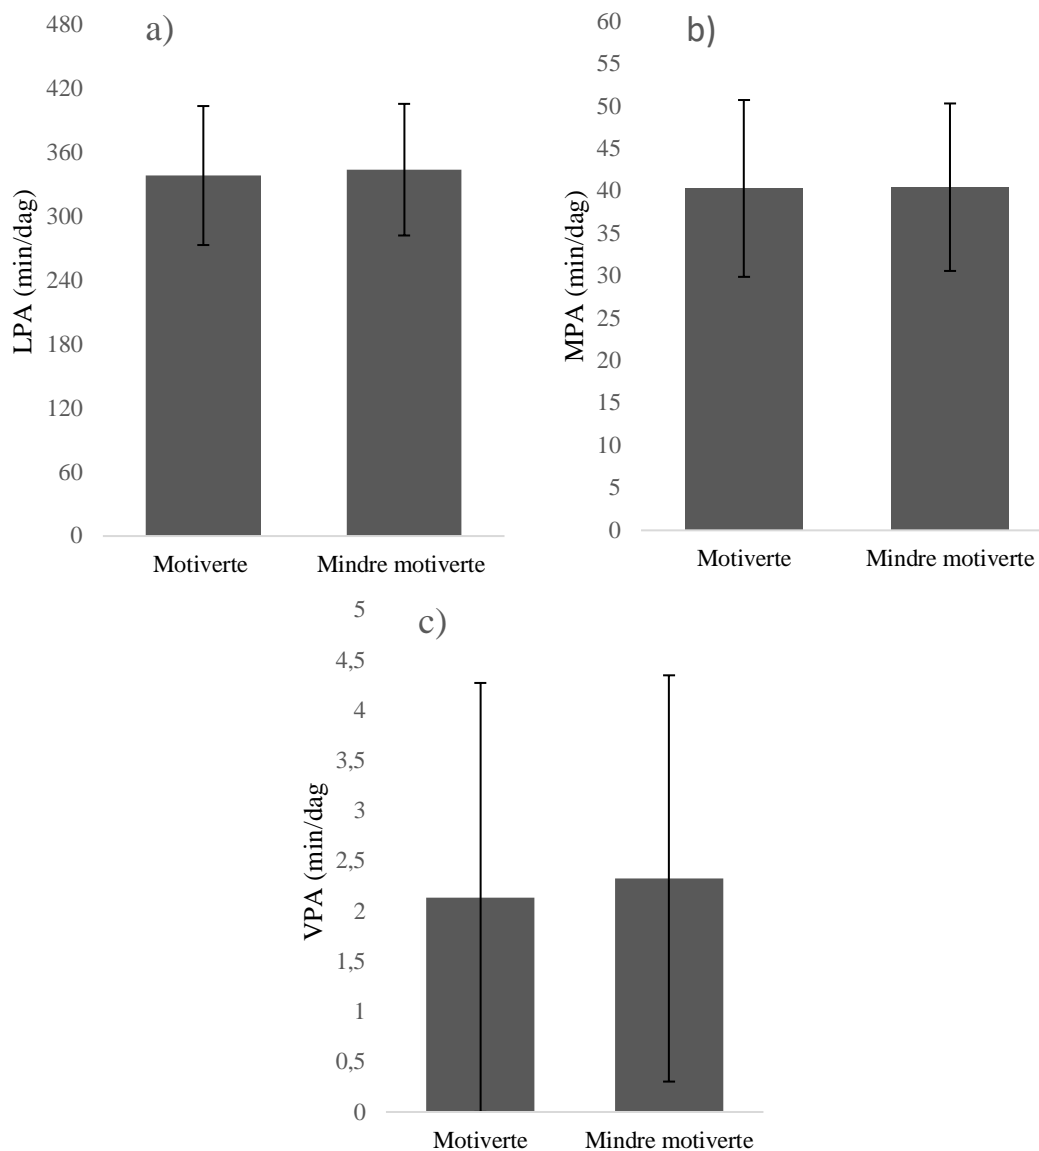 a)
480
420
360
300
240
180
120
60
0
LPA (min/dag)
Motiverte
Mindre motiverte
b)
60
55
50
45
40
35
30
25
20
15
10
5
0
MPA (min/dag)
Motiverte
Mindre motiverte
c)
5
4,5
4
3,5
3
2,5
2
1,5
1
0,5
0
VPA (min/dag
Motiverte
Mindre motiverte